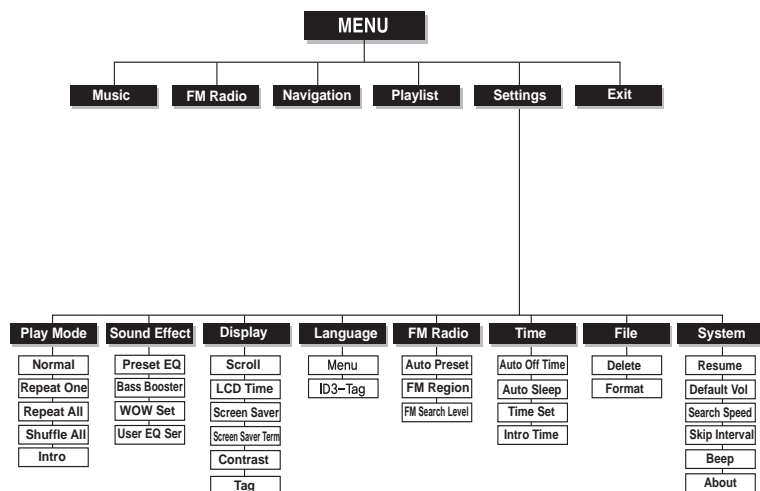 MENU
Music
FM Radio
Navigation
Playlist
Settings
Exit
Play Mode
Normal
Repeat One
Repeat All
Shuffle All
Intro
Sound Effect
Preset EQ
Bass Booster
WOW Set
User EQ Ser
Display
Scroll
LCD Time
Screen Saver
Screen Saver Term
Contrast
Tag
Language
Menu
ID3-Tag
FM Radio
Auto Preset
FM Region
FM Search Level
Time
Auto Off Time
Auto Sleep
Time Set
Intro Time
File
Delete
Format
System
Resume
Default Vol
Search Speed
Skip Interval
Beep
About